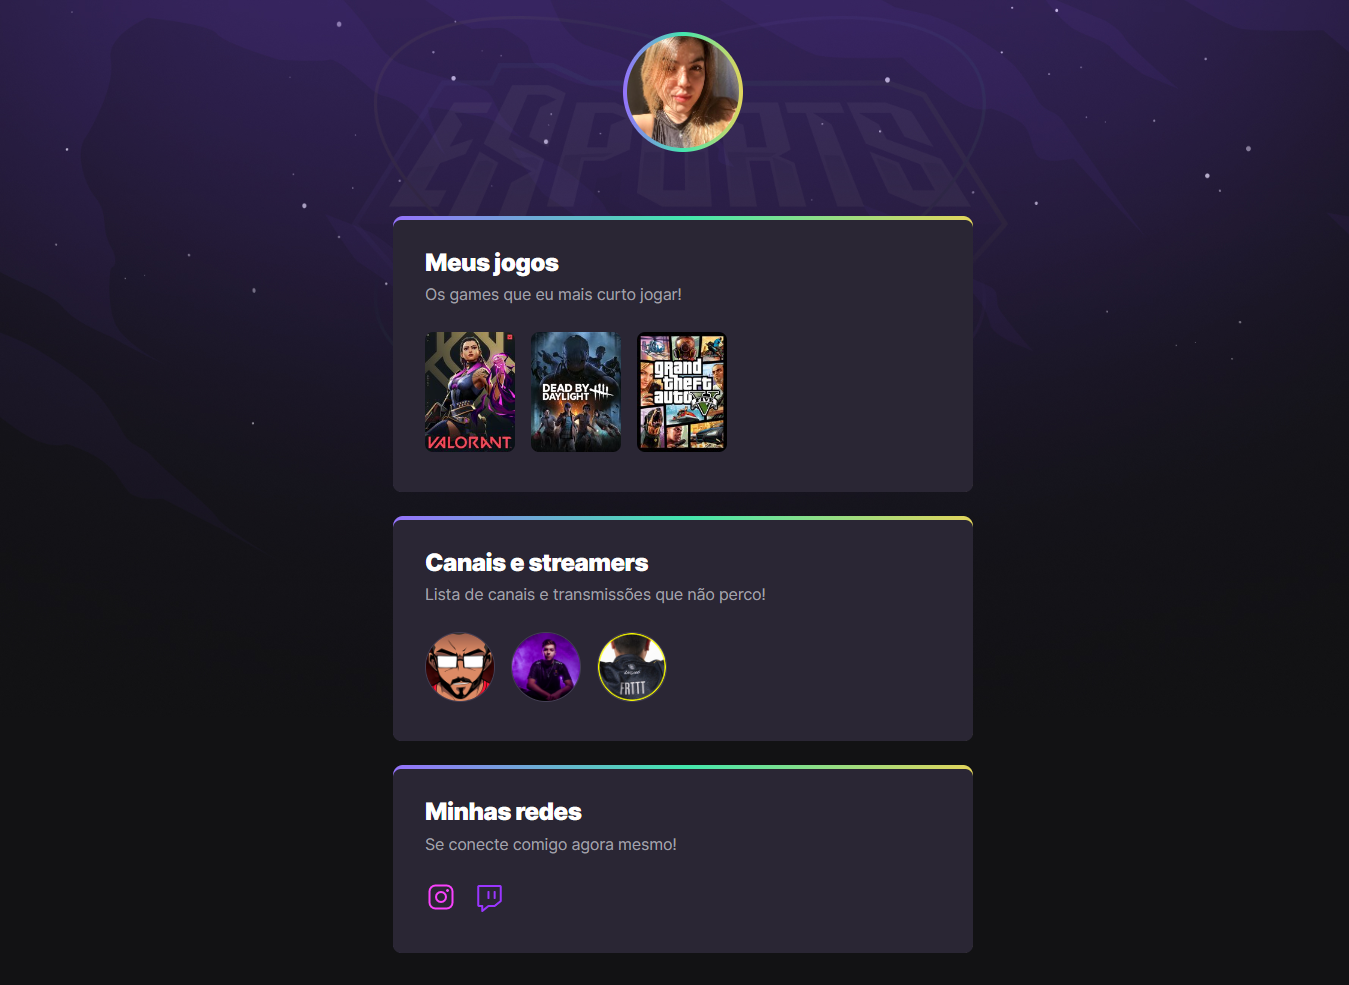 ESPORTS
Meus jogos
Os games que eu mais curto jogar!
VALORANT
DEAD BY
DAYLIGHT
grand
theft
auto
V
Canais e streamers
Lista de canais e transmissões que não perco!
FRTTT
Minhas redes
Se conecte comigo agora mesmo!